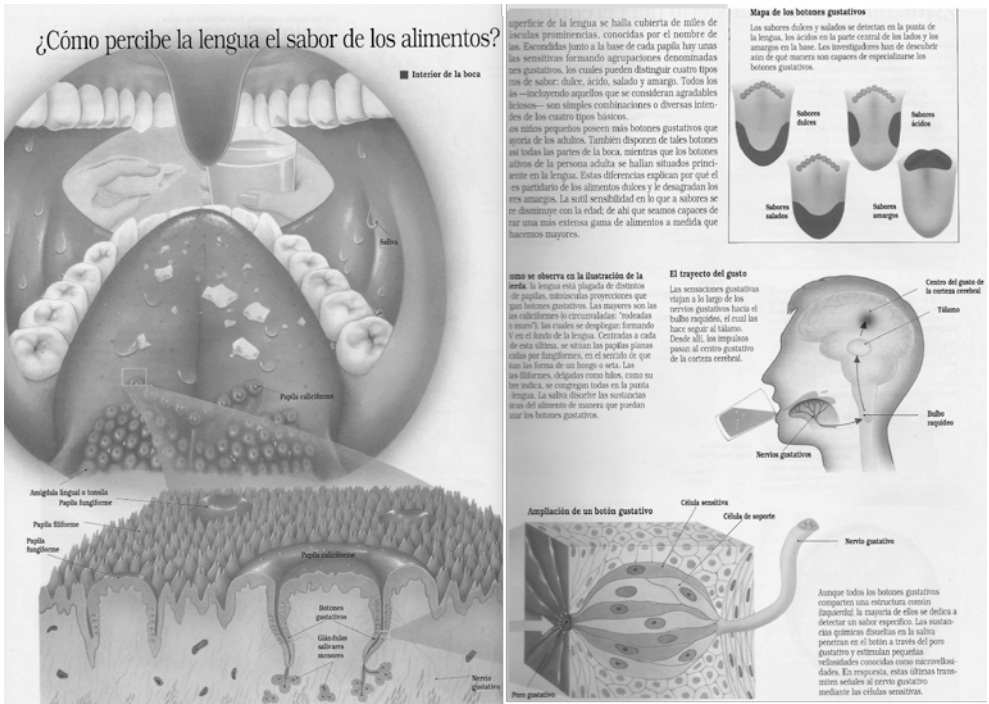 ¿Cómo percibe la lengua el sabor de los alimentos?
Interior de la boca
Saliva
Papila caliciforme
Amígdala lingual o tonsila
Papila fungiforme
Papila filiforme
Papila
fungiforme
Papila caliciforme
Botones
gustativos
Glándulas
salivares
menores
Nervio
gustativo
uperficie de la lengua se halla cubierta de miles de
úsculas prominencias, conocidas por el nombre de
las. Escondidas junto a la base de cada papila hay unas
las sensitivas formando agrupaciones denominadas
nes gustativos, los cuales pueden distinguir cuatro tipos
cos de sabor: dulce, ácido, salado y amargo. Todos los
ás —incluyendo aquellos que se consideran agradables
liciosos— son simples combinaciones o diversas inten-
des de los cuatro tipos básicos.
os niños pequeños poseen más botones gustativos que
ayoría de los adultos. También disponen de tales botones
asi todas las partes de la boca, mientras que los botones
ativos de la persona adulta se hallan situados princi-
ente en la lengua. Estas diferencias explican por qué el
es partidario de los alimentos dulces y le desagradan los
res amargos. La sutil sensibilidad en lo que a sabores se
re disminuye con la edad; de ahí que seamos capaces de
rar una más extensa gama de alimentos a medida que
hacemos mayores.
Mapa de los botones gustativos
Los sabores dulces y salados se detectan en la punta de
la lengua, los ácidos en la parte central de los lados y los
amargos en la base. Los investigadores han de descubrir
aún de qué manera son capaces de especializarse los
botones gustativos.
Sabores
dulces
Sabores
ácidos
Sabores
salados
Sabores
amargos
omo se observa en la ilustración de la
ierda, la lengua está plagada de distintos
de papilas, minúsculas proyecciones que
gan botones gustativos. Las mayores son las
as caliciformes (o circunvaladas: "rodeadas
n muro"), las cuales se despliegan formando
V en el fondo de la lengua. Centradas a cada
de esta última, se sitúan las papilas planas
cidas por fungiformes, en el sentido de que
tan las forma de un hongo o seta. Las
las filiformes, delgadas como hilos, como su
bre indica, se congregan todas en la punta
lengua. La saliva disuelve las sustancias
icas del alimento de manera que puedan
nzar los botones gustativos.
El trayecto del gusto
Las sensaciones gustativas
viajan a lo largo de los
nervios gustativos hacia el
bulbo raquídeo, el cual las
hace seguir al tálamo.
Desde allí, los impulsos
pasan al centro gustativo
de la corteza cerebral.
Centro del gusto de
la corteza cerebral
Tálamo
Bulbo
raquídeo
Nervios gustativos
Ampliación de un botón gustativo
Célula sensitiva
Célula de soporte
Nervio gustativo
Poro gustativo
Aunque todos los botones gustativos
comparten una estructura común
(izquierda), la mayoría de ellos se dedica a
detectar un sabor específico. Las sustan-
cias químicas disueltas en la saliva
penetran en el botón a través del poro
gustativo y estimulan pequeñas
vellosidades conocidas como microvellosi-
dades. En respuesta, estas últimas trans-
miten señales al nervio gustativo
mediante las células sensitivas.